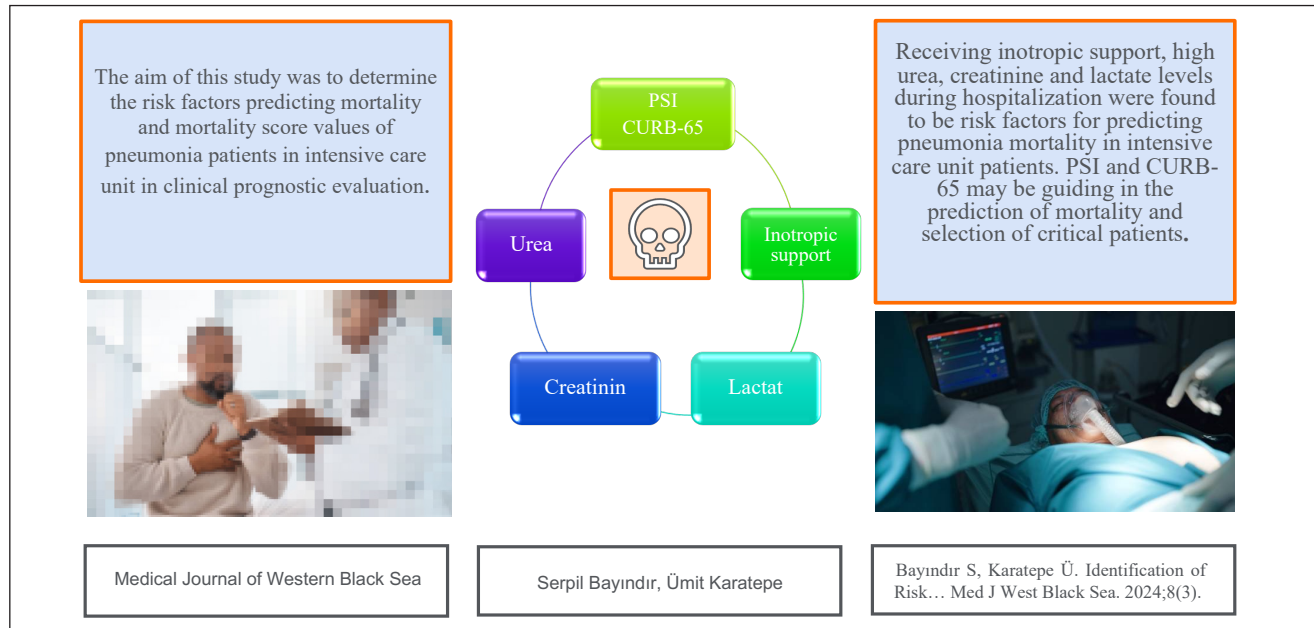 The aim of this study was to determine
the risk factors predicting mortality
and mortality score values of
pneumonia patients in intensive care
unit in clinical prognostic evaluation.
PSI
CURB-65
Urea
Inotropic
support
Creatinin
Lactat
Receiving inotropic support, high
urea, creatinine and lactate levels
during hospitalization were found
to be risk factors for predicting
pneumonia mortality in intensive care
unit patients. PSI and CURB-
65 may be guiding in the
prediction of mortality and
selection of critical patients.
Medical Journal of Western Black Sea
Serpil Bayındır, Ümit Karatepe
Bayındır S, Karatepe Ü. Identification of
Risk… Med J West Black Sea. 2024;8(3).